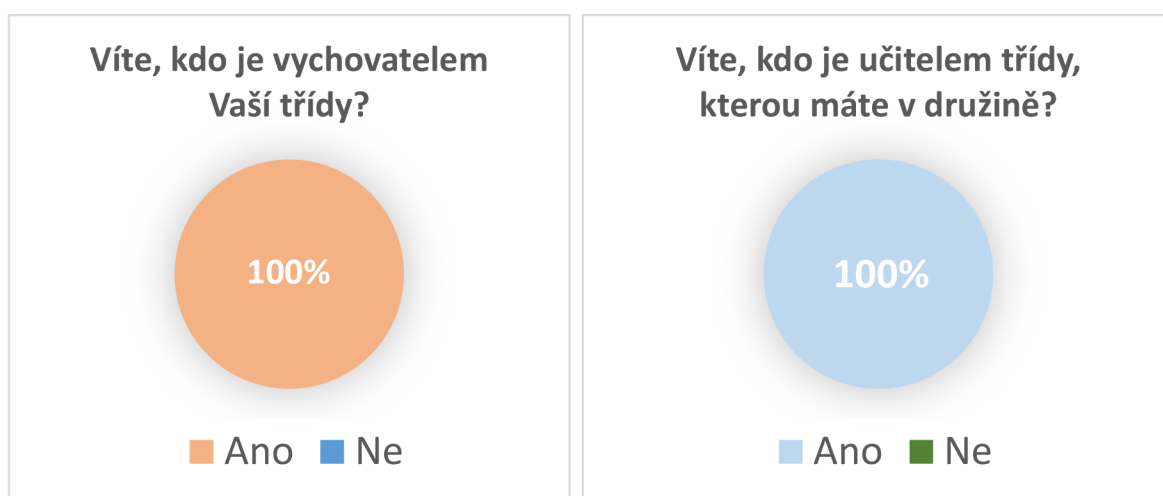 Víte, kdo je vychovatelem
Vaší třídy?
100%
Ano Ne
Víte, kdo je učitelem třídy,
kterou máte v družině?
100%
Ano Ne